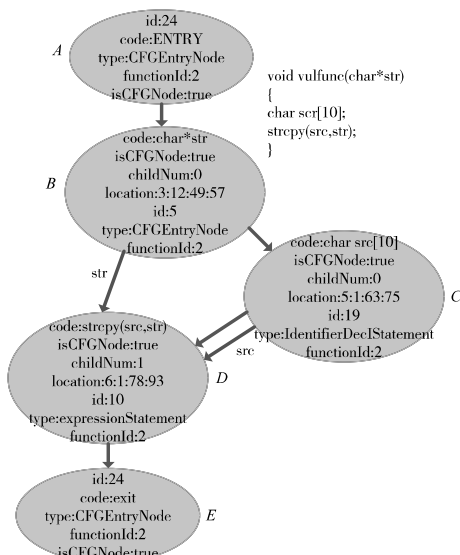 A
id:24
code:ENTRY
type:CFGEntryNode
functionId:2
isCFGNode:true
void vulfunc(char*str)
{
char scr[10];
strcpy(src,str);
}
B
code:char*str
isCFGNode:true
childNum:0
location:3:12:49:57
id:5
type:CFGEntryNode
functionId:2
str
code:char src[10]
isCFGNode:true
childNum:0
location:5:1:63:75
id:19
type:IdentifierDeclStatement
functionId:2
C
src
code:strcpy(src,str)
isCFGNode:true
childNum:1
location:6:1:78:93
id:10
type:expressionStatement
functionId:2
D
id:24
code:exit
type:CFGEntryNode
functionId:2
isCFGNode:true
E